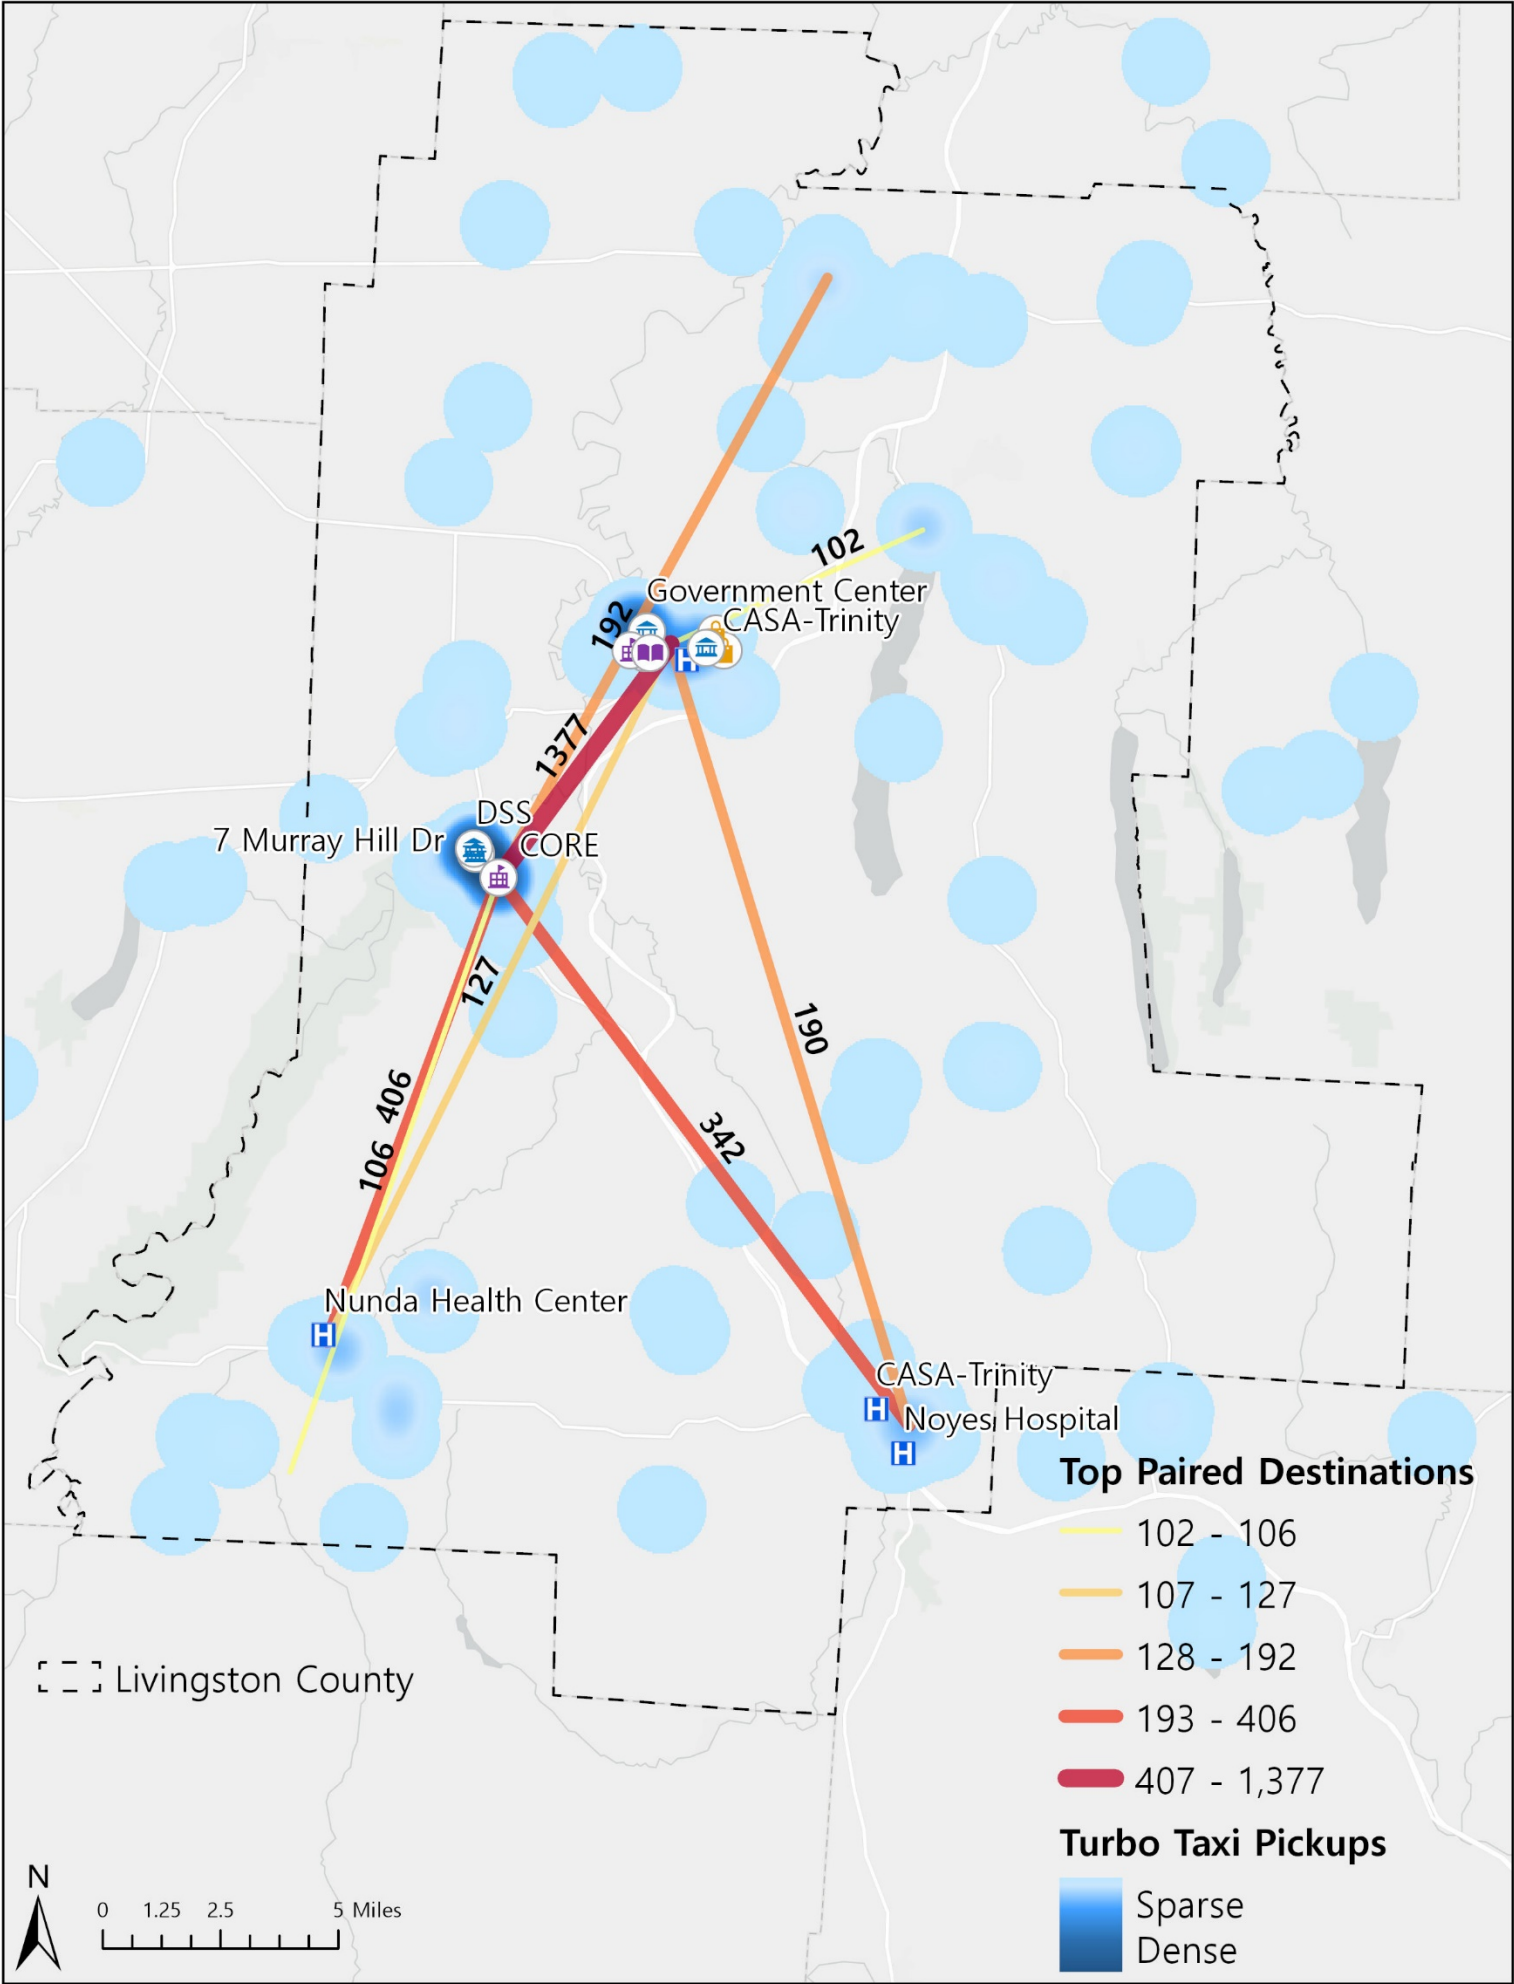 102
Government Center
CASA-Trinity
192
H
1377
DSS
7 Murray Hill Dr
CORE
127
190
406
106
342
Nunda Health Center
H
CASA-Trinity
H
Noyes Hospital
H
Top Paired Destinations
102 - 106
107 - 127
128 - 192
193 - 406
407 - 1,377
Livingston County
Turbo Taxi Pickups
Sparse
Dense
N
0 1.25 2.5 5 Miles